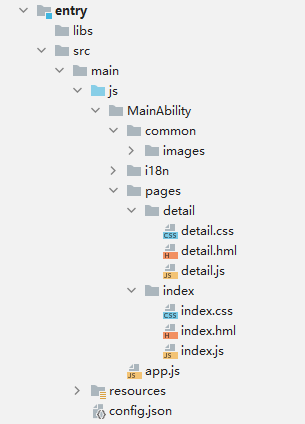 entry
libs
src
main
js
MainAbility
common
images
i18n
pages
detail
detail.css
detail.hml
detail.js
index
index.css
index.hml
index.js
app.js
resources
config.json